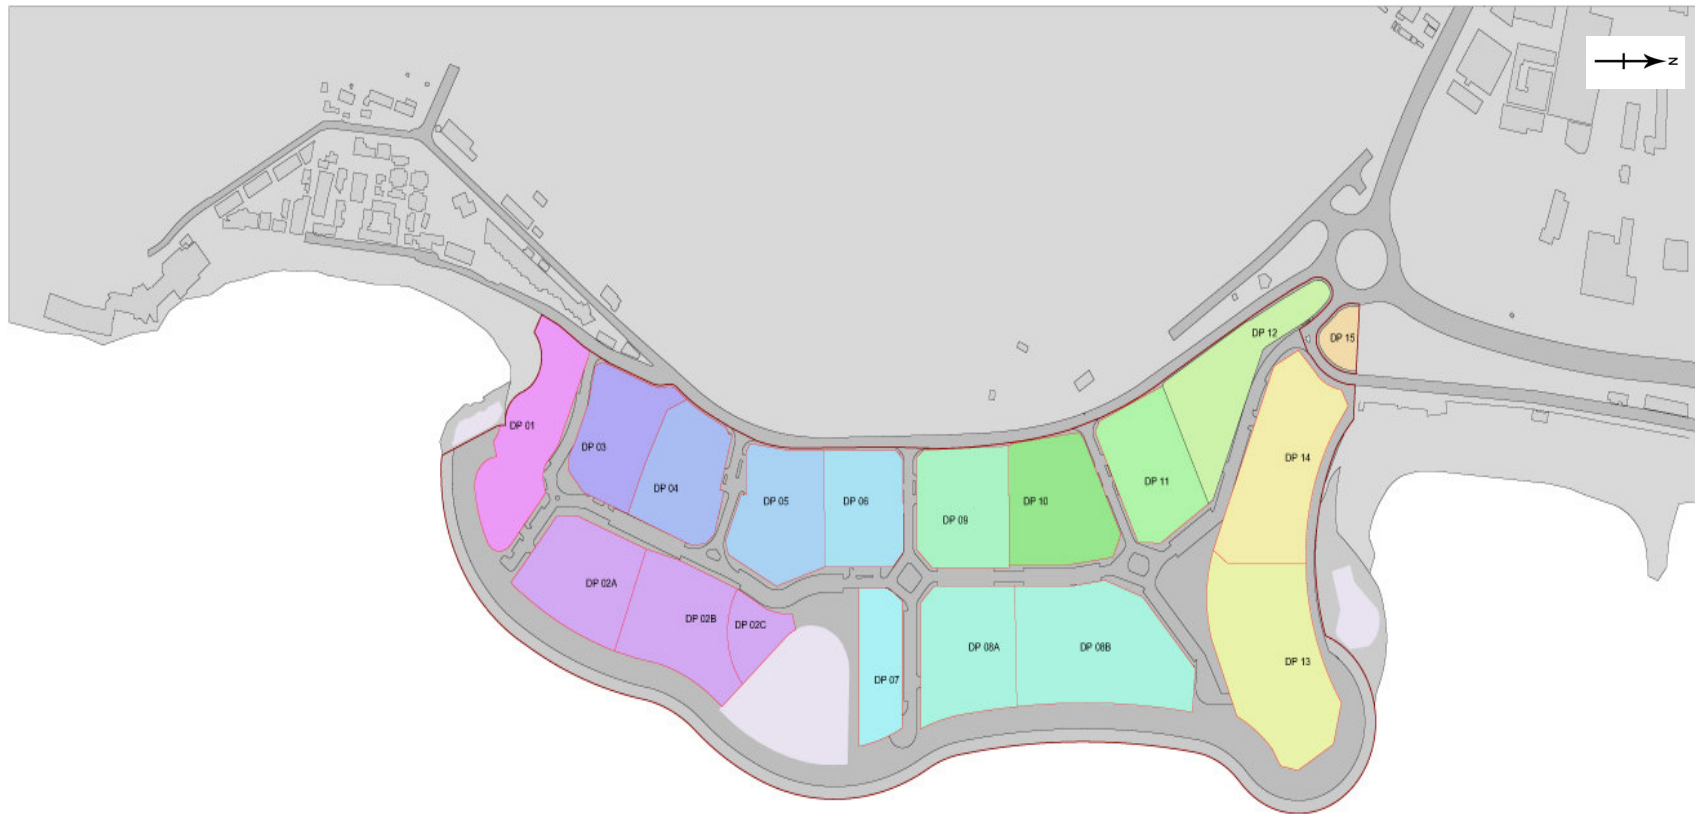 N
DP 12
DP 15
DP 01
DP 03
DP 14
DP 04
DP 05
DP 06
DP 09
DP 10
DP 11
DP 02A
DP 02B
DP 02C
DP 08A
DP 08B
DP 07
DP 13